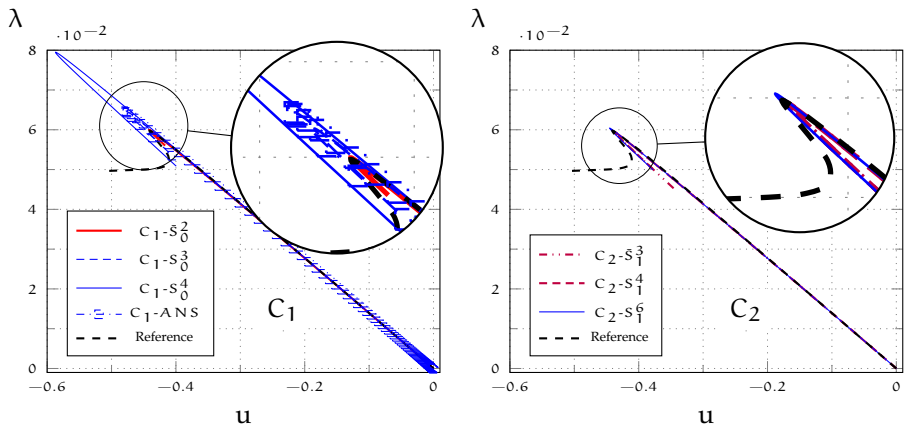 λ
·10⁻²
8
6
4
2
0
−0.6
−0.4
−0.2
0
u
C₁
C₁-S̄₀²
C₁-S₀³
C₁-S₀⁴
C₁-ANS
Reference
λ
·10⁻²
8
6
4
2
0
−0.6
−0.4
−0.2
0
u
C₂
C₂-S̄₁³
C₂-S₁⁴
C₂-S₁⁶
Reference